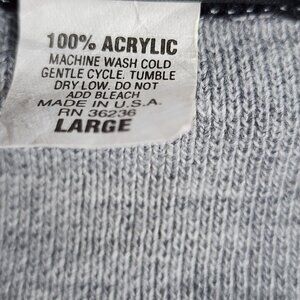 100% ACRYLIC
MACHINE WASH COLD
GENTLE CYCLE. TUMBLE
DRY LOW. DO NOT
ADD BLEACH
MADE IN U.S.A.
RN 36236
LARGE